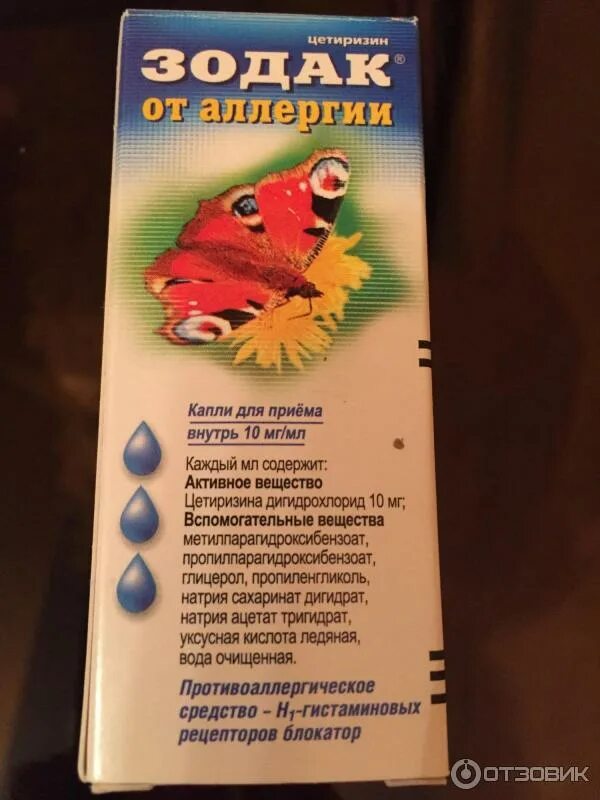 цетиризин
ЗОДАК®
от аллергии
Капли для приёма
внутрь 10 мг/мл
Каждый мл содержит:
Активное вещество
Цетиризина дигидрохлорид 10 мг;
Вспомогательные вещества
метилпарагидроксибензоат,
пропилпарагидроксибензоат,
глицерол, пропиленгликоль,
натрия сахаринат дигидрат,
натрия ацетат тригидрат,
уксусная кислота ледяная,
вода очищенная.
Противоаллергическое
средство – H₁-гистаминовых
рецепторов блокатор
ОТЗОВИК